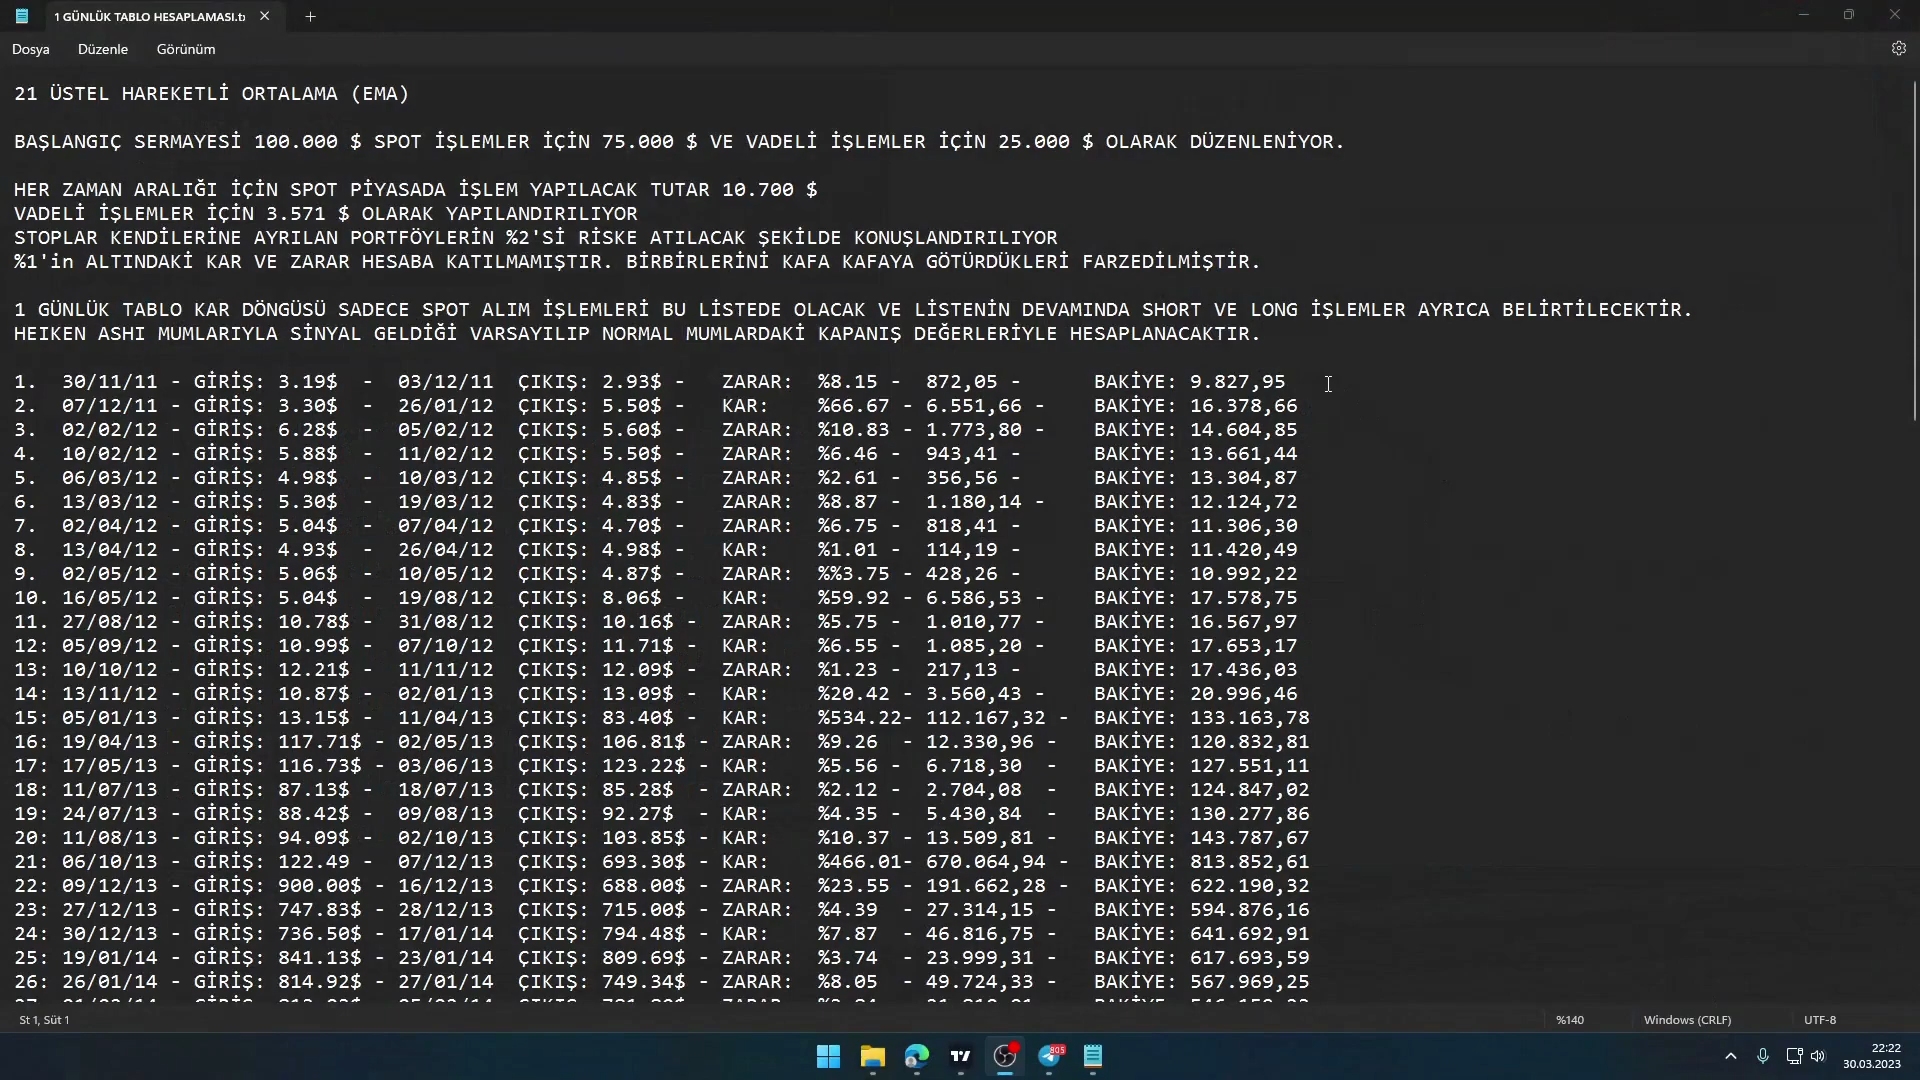 1 GÜNLÜK TABLO HESAPLAMASI.t
Dosya Düzenle Görünüm
21 ÜSTEL HAREKETLİ ORTALAMA (EMA)
BAŞLANGIÇ SERMAYESİ 100.000 $ SPOT İŞLEMLER İÇİN 75.000 $ VE VADELİ İŞLEMLER İÇİN 25.000 $ OLARAK DÜZENLENİYOR.
HER ZAMAN ARALIĞI İÇİN SPOT PİYASADA İŞLEM YAPILACAK TUTAR 10.700 $
VADELİ İŞLEMLER İÇİN 3.571 $ OLARAK YAPILANDIRILIYOR
STOPLAR KENDİLERİNE AYRILAN PORTFÖYLERİN %2'Sİ RİSKE ATILACAK ŞEKİLDE KONUŞLANDIRILIYOR
%1'in ALTINDAKİ KAR VE ZARAR HESABA KATILMAMIŞTIR. BİRBİRLERİNİ KAFA KAFAYA GÖTÜRDÜKLERİ FARZEDİLMİŞTİR.
1 GÜNLÜK TABLO KAR DÖNGÜSÜ SADECE SPOT ALIM İŞLEMLERİ BU LİSTEDE OLACAK VE LİSTENİN DEVAMINDA SHORT VE LONG İŞLEMLER AYRICA BELİRTİLECEKTİR.
HEIKEN ASHI MUMLARIYLA SİNYAL GELDİĞİ VARSAYILIP NORMAL MUMLARDAKİ KAPANIŞ DEĞERLERİYLE HESAPLANACAKTIR.
1. 30/11/11 - GİRİŞ: 3.19$ - 03/12/11 ÇIKIŞ: 2.93$ - ZARAR: %8.15 - 872,05 - BAKİYE: 9.827,95
2. 07/12/11 - GİRİŞ: 3.30$ - 26/01/12 ÇIKIŞ: 5.50$ - KAR: %66.67 - 6.551,66 - BAKİYE: 16.378,66
3. 02/02/12 - GİRİŞ: 6.28$ - 05/02/12 ÇIKIŞ: 5.60$ - ZARAR: %10.83 - 1.773,80 - BAKİYE: 14.604,85
4. 10/02/12 - GİRİŞ: 5.88$ - 11/02/12 ÇIKIŞ: 5.50$ - ZARAR: %6.46 - 943,41 - BAKİYE: 13.661,44
5. 06/03/12 - GİRİŞ: 4.98$ - 10/03/12 ÇIKIŞ: 4.85$ - ZARAR: %2.61 - 356,56 - BAKİYE: 13.304,87
6. 13/03/12 - GİRİŞ: 5.30$ - 19/03/12 ÇIKIŞ: 4.83$ - ZARAR: %8.87 - 1.180,14 - BAKİYE: 12.124,72
7. 02/04/12 - GİRİŞ: 5.04$ - 07/04/12 ÇIKIŞ: 4.70$ - ZARAR: %6.75 - 818,41 - BAKİYE: 11.306,30
8. 13/04/12 - GİRİŞ: 4.93$ - 26/04/12 ÇIKIŞ: 4.98$ - KAR: %1.01 - 114,19 - BAKİYE: 11.420,49
9. 02/05/12 - GİRİŞ: 5.06$ - 10/05/12 ÇIKIŞ: 4.87$ - ZARAR: %%3.75 - 428,26 - BAKİYE: 10.992,22
10. 16/05/12 - GİRİŞ: 5.04$ - 19/08/12 ÇIKIŞ: 8.06$ - KAR: %59.92 - 6.586,53 - BAKİYE: 17.578,75
11. 27/08/12 - GİRİŞ: 10.78$ - 31/08/12 ÇIKIŞ: 10.16$ - ZARAR: %5.75 - 1.010,77 - BAKİYE: 16.567,97
12: 05/09/12 - GİRİŞ: 10.99$ - 07/10/12 ÇIKIŞ: 11.71$ - KAR: %6.55 - 1.085,20 - BAKİYE: 17.653,17
13: 10/10/12 - GİRİŞ: 12.21$ - 11/11/12 ÇIKIŞ: 12.09$ - ZARAR: %1.23 - 217,13 - BAKİYE: 17.436,03
14: 13/11/12 - GİRİŞ: 10.87$ - 02/01/13 ÇIKIŞ: 13.09$ - KAR: %20.42 - 3.560,43 - BAKİYE: 20.996,46
15: 05/01/13 - GİRİŞ: 13.15$ - 11/04/13 ÇIKIŞ: 83.40$ - KAR: %534.22- 112.167,32 - BAKİYE: 133.163,78
16: 19/04/13 - GİRİŞ: 117.71$ - 02/05/13 ÇIKIŞ: 106.81$ - ZARAR: %9.26 - 12.330,96 - BAKİYE: 120.832,81
17: 17/05/13 - GİRİŞ: 116.73$ - 03/06/13 ÇIKIŞ: 123.22$ - KAR: %5.56 - 6.718,30 - BAKİYE: 127.551,11
18: 11/07/13 - GİRİŞ: 87.13$ - 18/07/13 ÇIKIŞ: 85.28$ - ZARAR: %2.12 - 2.704,08 - BAKİYE: 124.847,02
19: 24/07/13 - GİRİŞ: 88.42$ - 09/08/13 ÇIKIŞ: 92.27$ - KAR: %4.35 - 5.430,84 - BAKİYE: 130.277,86
20: 11/08/13 - GİRİŞ: 94.09$ - 02/10/13 ÇIKIŞ: 103.85$ - KAR: %10.37 - 13.509,81 - BAKİYE: 143.787,67
21: 06/10/13 - GİRİŞ: 122.49 - 07/12/13 ÇIKIŞ: 693.30$ - KAR: %466.01- 670.064,94 - BAKİYE: 813.852,61
22: 09/12/13 - GİRİŞ: 900.00$ - 16/12/13 ÇIKIŞ: 688.00$ - ZARAR: %23.55 - 191.662,28 - BAKİYE: 622.190,32
23: 27/12/13 - GİRİŞ: 747.83$ - 28/12/13 ÇIKIŞ: 715.00$ - ZARAR: %4.39 - 27.314,15 - BAKİYE: 594.876,16
24: 30/12/13 - GİRİŞ: 736.50$ - 17/01/14 ÇIKIŞ: 794.48$ - KAR: %7.87 - 46.816,75 - BAKİYE: 641.692,91
25: 19/01/14 - GİRİŞ: 841.13$ - 23/01/14 ÇIKIŞ: 809.69$ - ZARAR: %3.74 - 23.999,31 - BAKİYE: 617.693,59
26: 26/01/14 - GİRİŞ: 814.92$ - 27/01/14 ÇIKIŞ: 749.34$ - ZARAR: %8.05 - 49.724,33 - BAKİYE: 567.969,25
St 1, Süt 1 %140 Windows (CRLF) UTF-8
805
22:22
30.03.2023